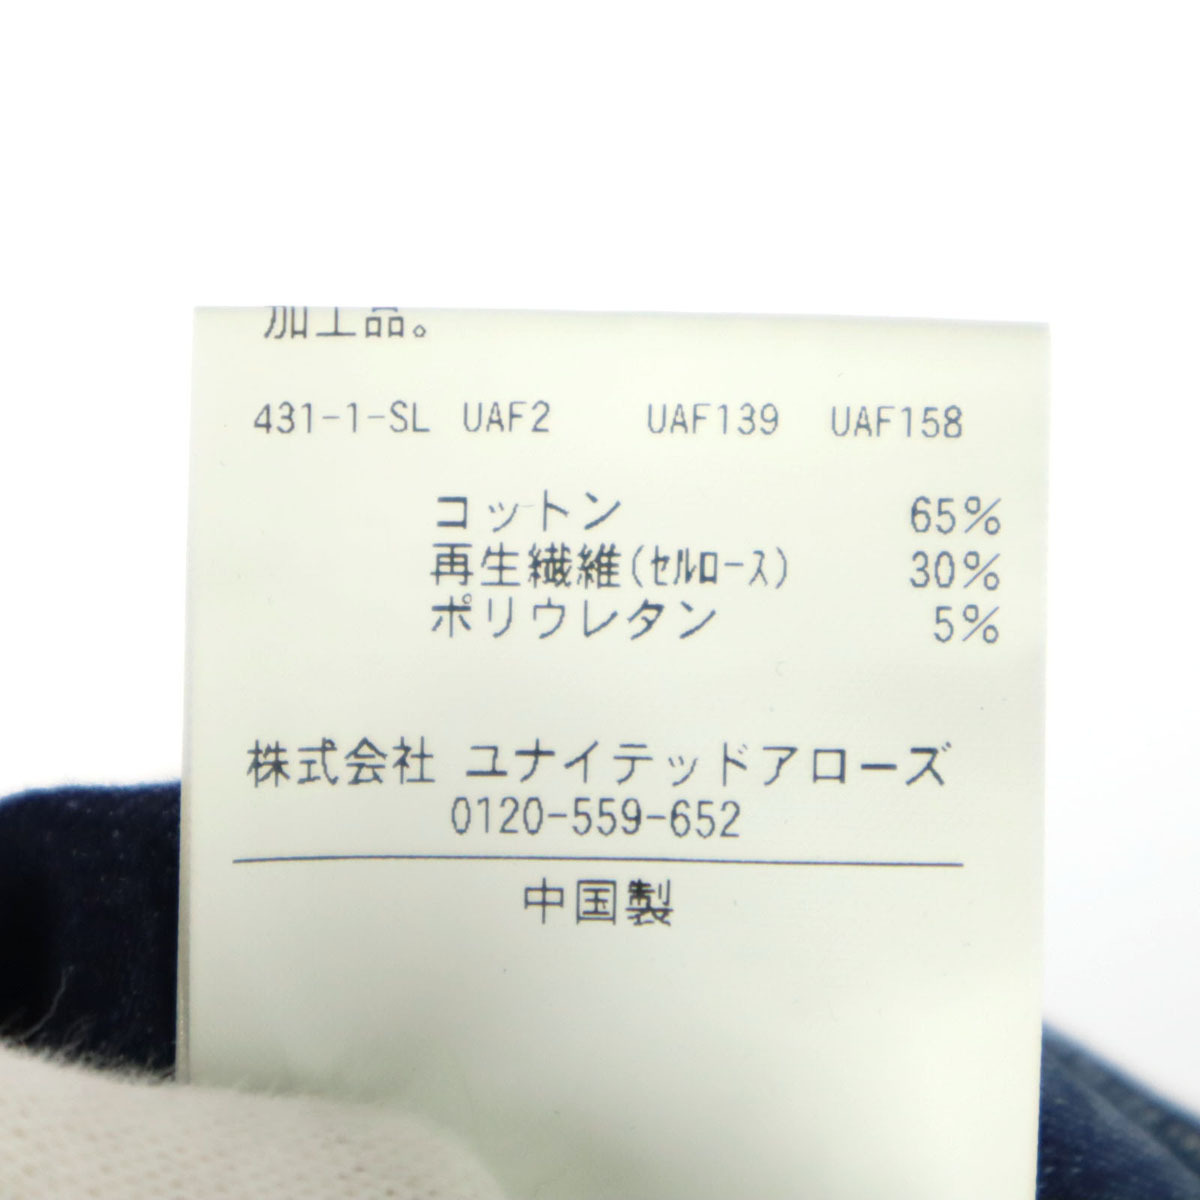 加工品。
431-1-SL UAF2 UAF139 UAF158
コットン 65%
再生繊維(ｾﾙﾛｰｽ) 30%
ポリウレタン 5%
株式会社 ユナイテッドアローズ
0120-559-652
中国製